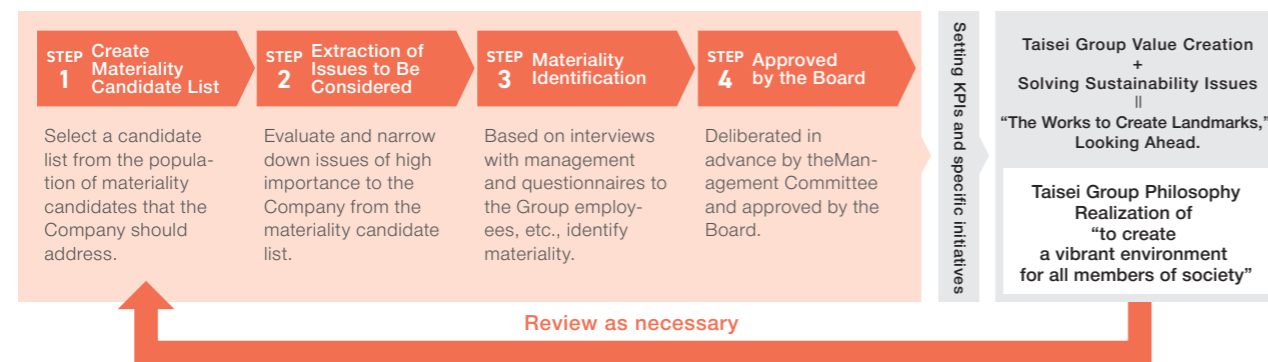 STEP 1
Create
Materiality
Candidate List
Select a candidate
list from the popula-
tion of materiality
candidates that the
Company should
address.
STEP 2
Extraction of
Issues to Be
Considered
Evaluate and narrow
down issues of high
importance to the
Company from the
materiality candidate
list.
STEP 3
Materiality
Identification
Based on interviews
with management
and questionnaires to
the Group employ-
ees, etc., identify
materiality.
STEP 4
Approved
by the Board
Deliberated in
advance by theMan-
agement Committee
and approved by the
Board.
Setting KPIs and specific initiatives
Taisei Group Value Creation
+
Solving Sustainability Issues
=
“The Works to Create Landmarks,”
Looking Ahead.
Taisei Group Philosophy
Realization of
“to create
a vibrant environment
for all members of society”
Review as necessary